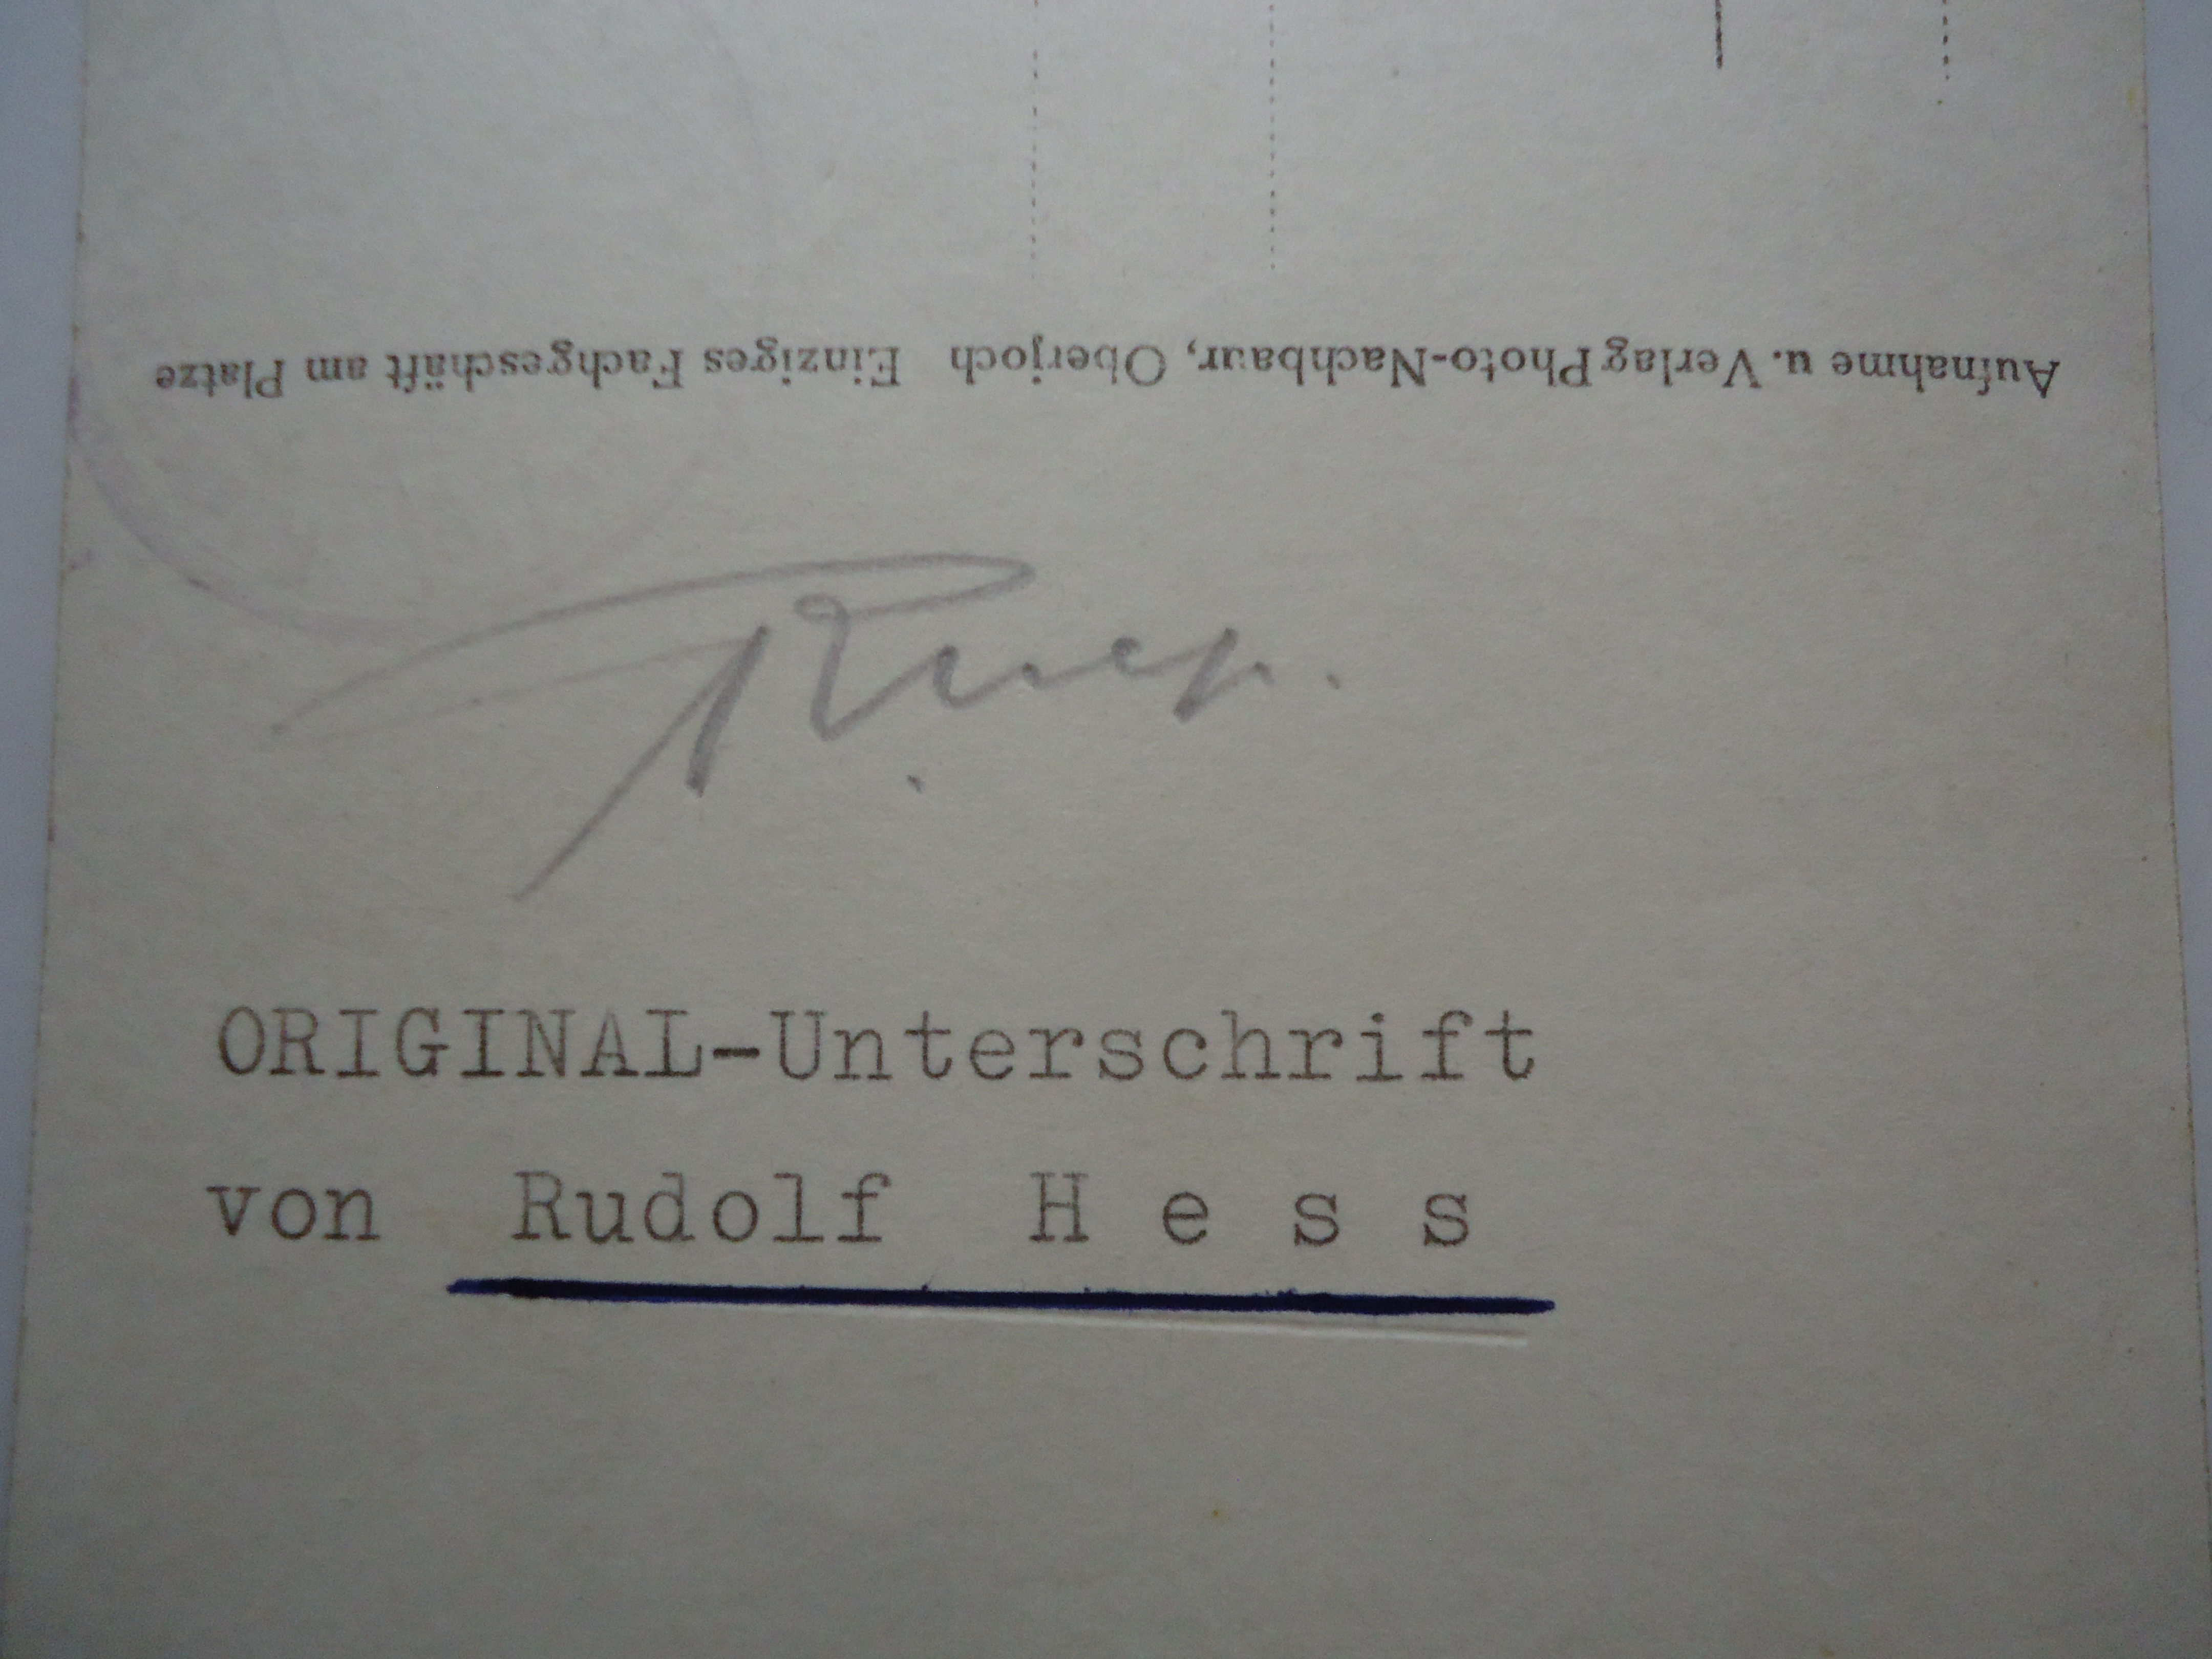 Aufnahme u. Verlag Photo-Nachbaur, Oberjoch Einziges Fachgeschäft am Platze
ORIGINAL-Unterschrift
von Rudolf H e s s